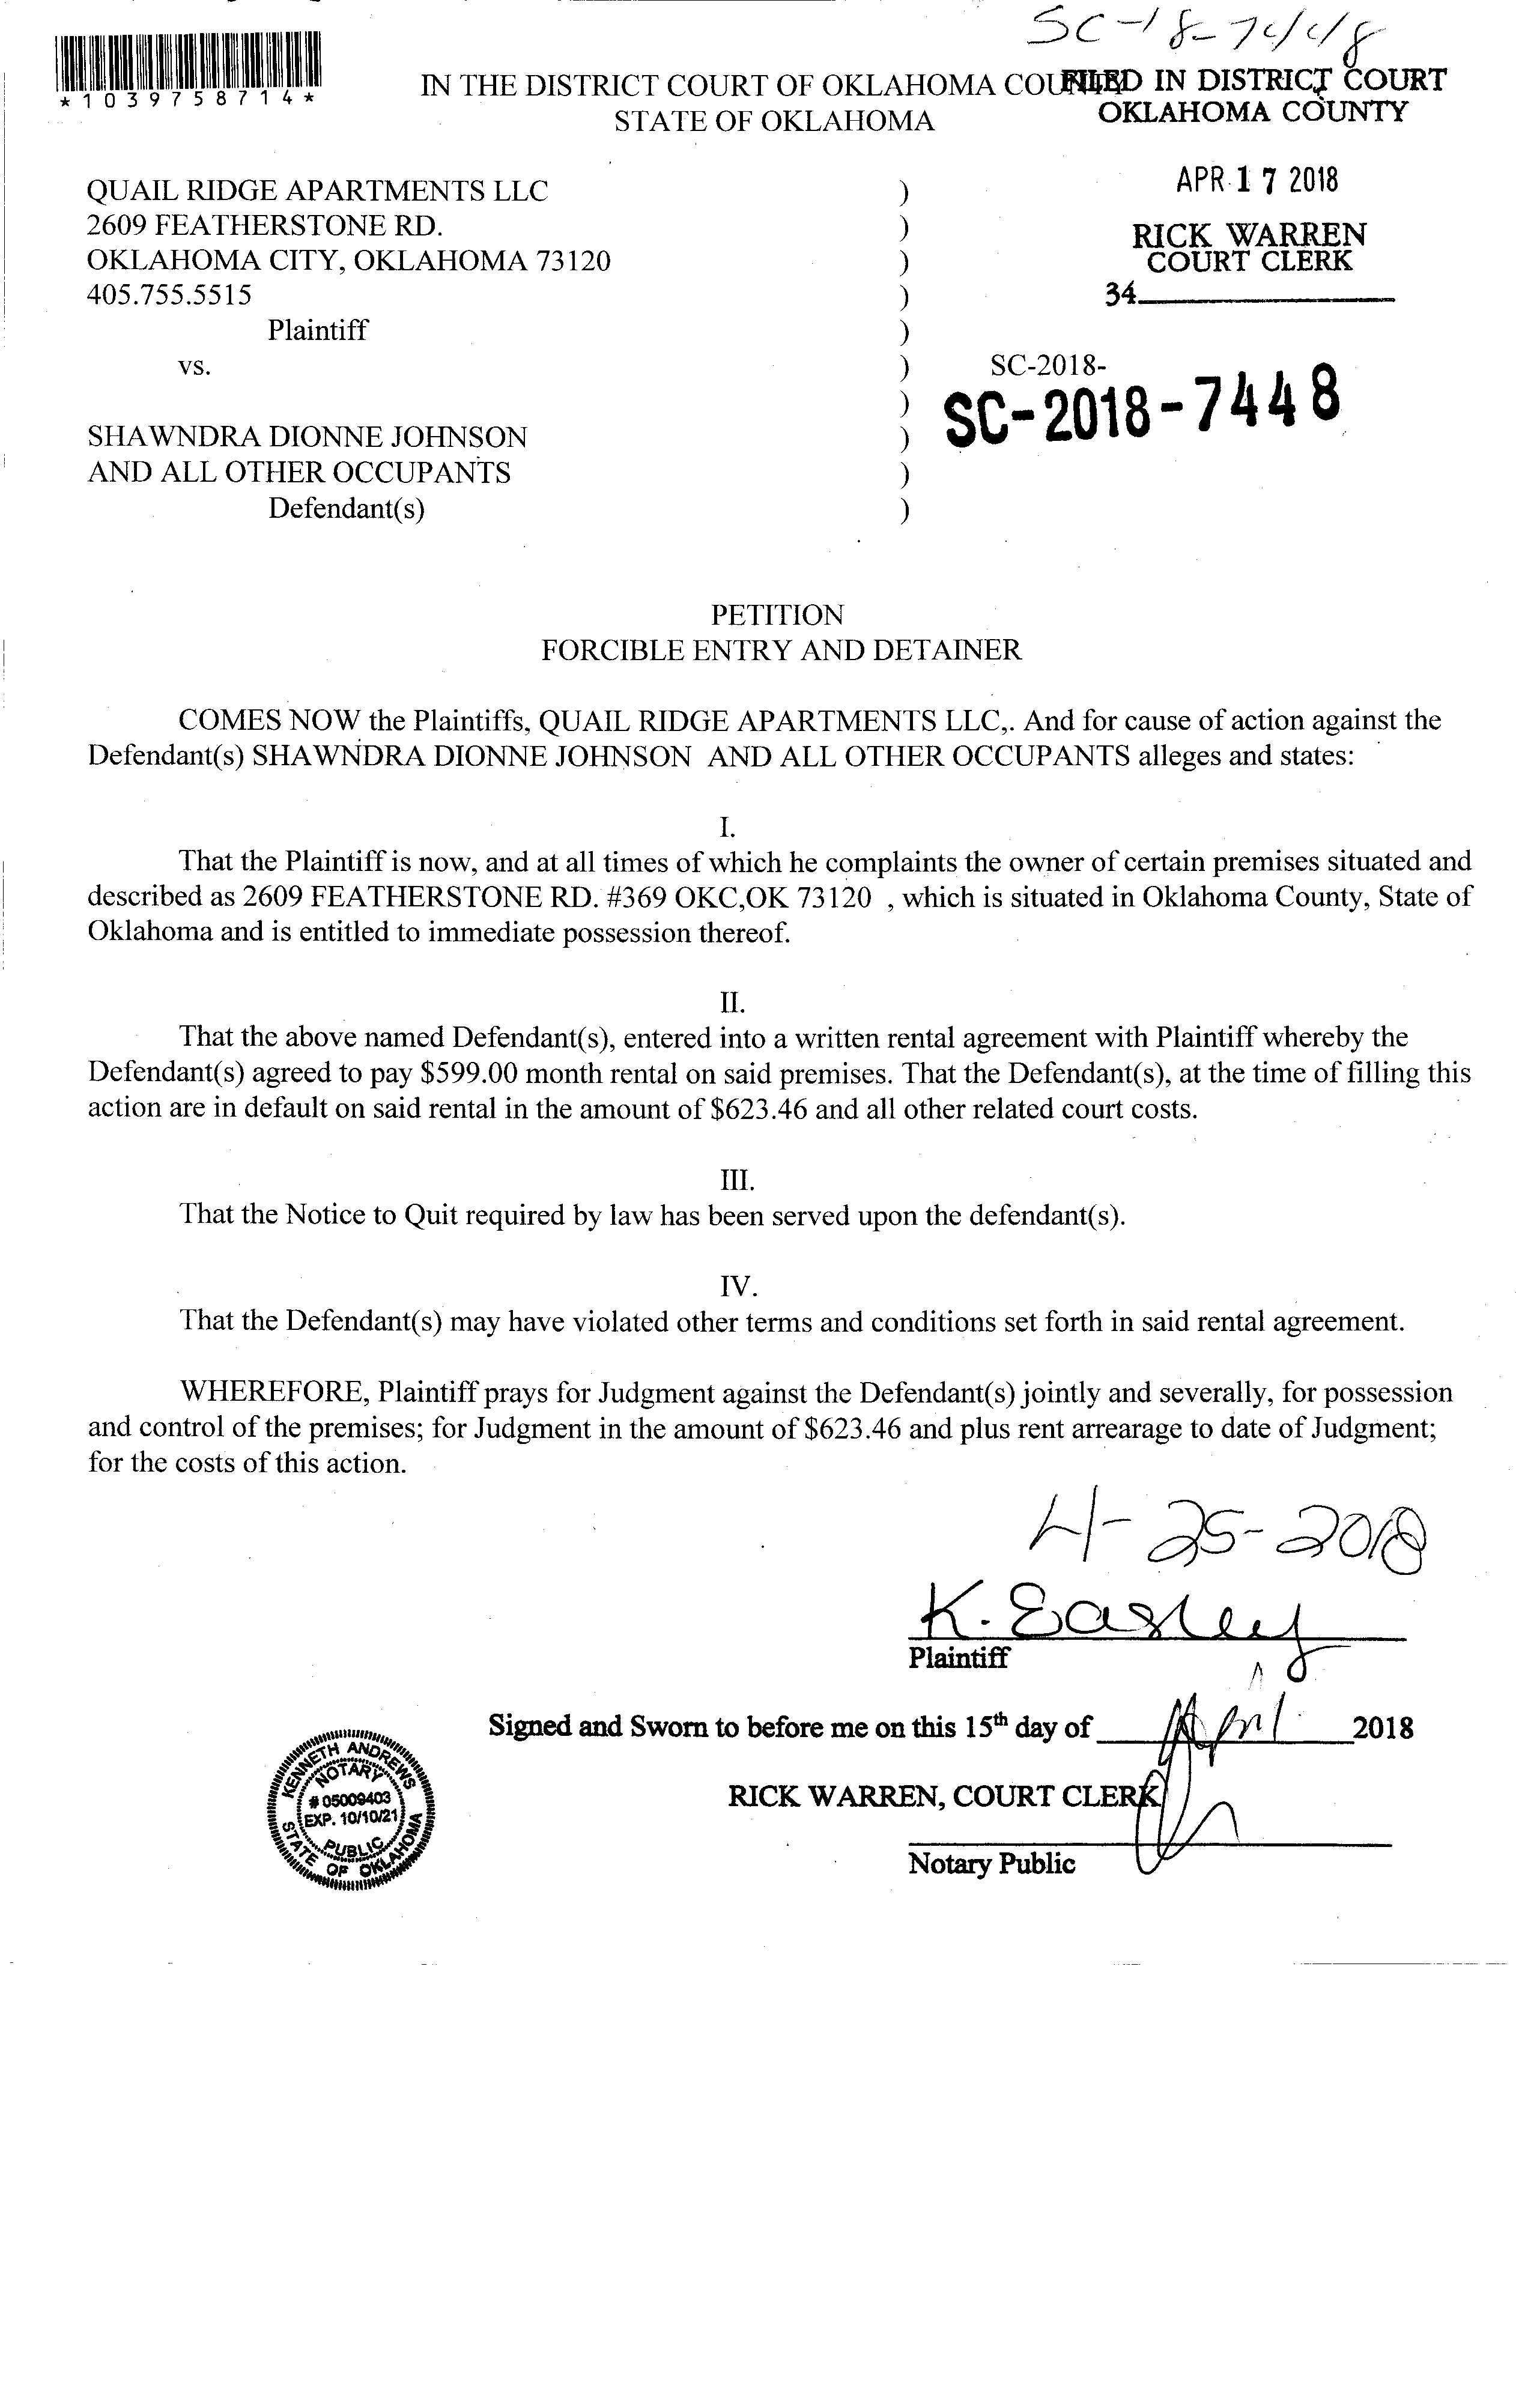 SC-18-7448
*1039758714*
IN THE DISTRICT COURT OF OKLAHOMA COUNTY
STATE OF OKLAHOMA
FILED IN DISTRICT COURT
OKLAHOMA COUNTY
APR 17 2018
RICK WARREN
COURT CLERK
34
QUAIL RIDGE APARTMENTS LLC )
2609 FEATHERSTONE RD. )
OKLAHOMA CITY, OKLAHOMA 73120 )
405.755.5515 )
Plaintiff )
vs. ) SC-2018-
) SC-2018-7448
SHAWNDRA DIONNE JOHNSON )
AND ALL OTHER OCCUPANTS )
Defendant(s) )
PETITION
FORCIBLE ENTRY AND DETAINER
COMES NOW the Plaintiffs, QUAIL RIDGE APARTMENTS LLC,. And for cause of action against the
Defendant(s) SHAWNDRA DIONNE JOHNSON AND ALL OTHER OCCUPANTS alleges and states:
I.
That the Plaintiff is now, and at all times of which he complaints the owner of certain premises situated and
described as 2609 FEATHERSTONE RD. #369 OKC,OK 73120 , which is situated in Oklahoma County, State of
Oklahoma and is entitled to immediate possession thereof.
II.
That the above named Defendant(s), entered into a written rental agreement with Plaintiff whereby the
Defendant(s) agreed to pay $599.00 month rental on said premises. That the Defendant(s), at the time of filling this
action are in default on said rental in the amount of $623.46 and all other related court costs.
III.
That the Notice to Quit required by law has been served upon the defendant(s).
IV.
That the Defendant(s) may have violated other terms and conditions set forth in said rental agreement.
WHEREFORE, Plaintiff prays for Judgment against the Defendant(s) jointly and severally, for possession
and control of the premises; for Judgment in the amount of $623.46 and plus rent arrearage to date of Judgment;
for the costs of this action.
4-25-2018
K. Easley
Plaintiff
Signed and Sworn to before me on this 15th day of April 2018
RICK WARREN, COURT CLERK
Notary Public
KENNETH ANDREWS
NOTARY
# 05009403
EXP. 10/10/21
PUBLIC
STATE OF OKLAHOMA